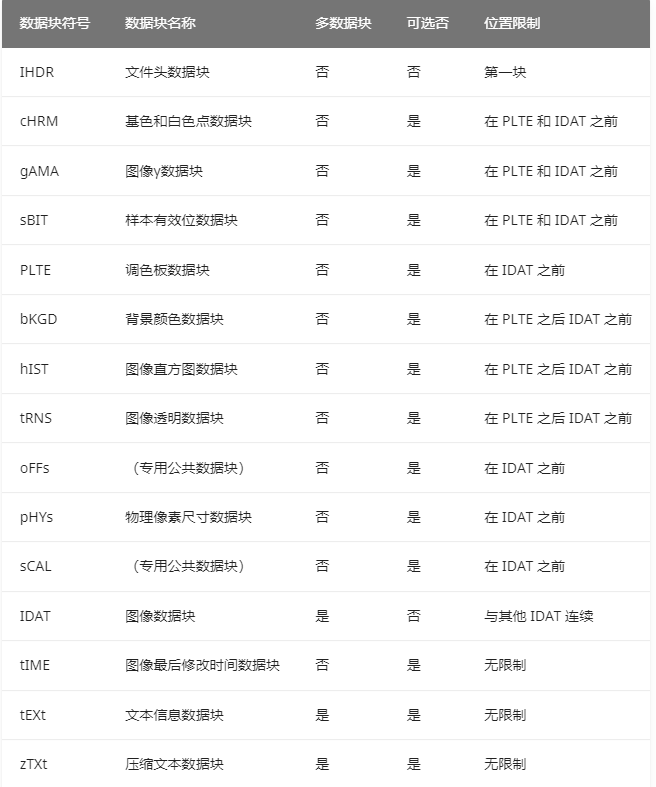 数据块符号 数据块名称 多数据块 可选否 位置限制
IHDR 文件头数据块 否 否 第一块
cHRM 基色和白色点数据块 否 是 在 PLTE 和 IDAT 之前
gAMA 图像γ数据块 否 是 在 PLTE 和 IDAT 之前
sBIT 样本有效位数据块 否 是 在 PLTE 和 IDAT 之前
PLTE 调色板数据块 否 是 在 IDAT 之前
bKGD 背景颜色数据块 否 是 在 PLTE 之后 IDAT 之前
hIST 图像直方图数据块 否 是 在 PLTE 之后 IDAT 之前
tRNS 图像透明数据块 否 是 在 PLTE 之后 IDAT 之前
oFFs （专用公共数据块） 否 是 在 IDAT 之前
pHYs 物理像素尺寸数据块 否 是 在 IDAT 之前
sCAL （专用公共数据块） 否 是 在 IDAT 之前
IDAT 图像数据块 是 否 与其他 IDAT 连续
tIME 图像最后修改时间数据块 否 是 无限制
tEXt 文本信息数据块 是 是 无限制
zTXt 压缩文本数据块 是 是 无限制